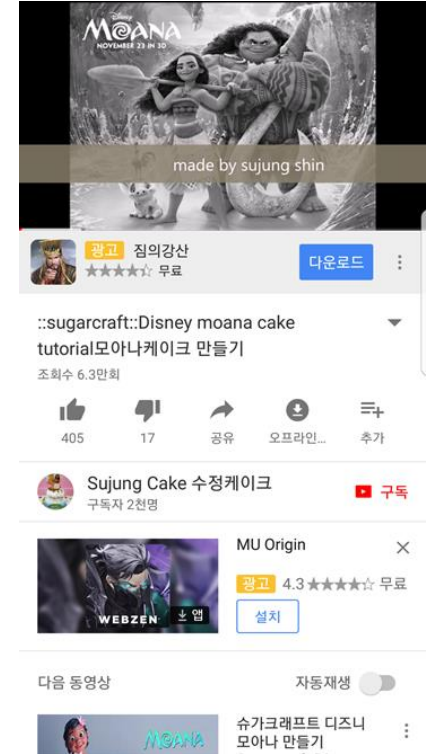 Disney
MOANA
NOVEMBER 23 IN 3D
made by sujung shin
광고 짐의강산
★★★★☆ 무료
다운로드
::sugarcraft::Disney moana cake
tutorial모아나케이크 만들기
조회수 6.3만회
405
17
공유
오프라인...
추가
Sujung Cake 수정케이크
구독자 2천명
구독
MU Origin
광고 4.3 ★★★★☆ 무료
설치
WEBZEN
앱
다음 동영상
자동재생
MOANA
슈가크래프트 디즈니
모아나 만들기